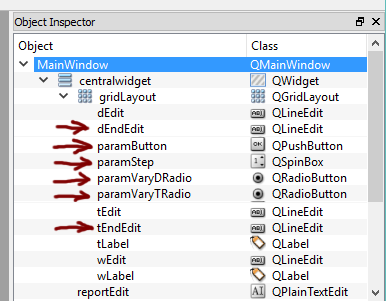 Object Inspector
Object Class
MainWindow QMainWindow
centralwidget QWidget
gridLayout QGridLayout
dEdit QLineEdit
dEndEdit QLineEdit
paramButton QPushButton
paramStep QSpinBox
paramVaryDRadio QRadioButton
paramVaryTRadio QRadioButton
tEdit QLineEdit
tEndEdit QLineEdit
tLabel QLabel
wEdit QLineEdit
wLabel QLabel
reportEdit QPlainTextEdit